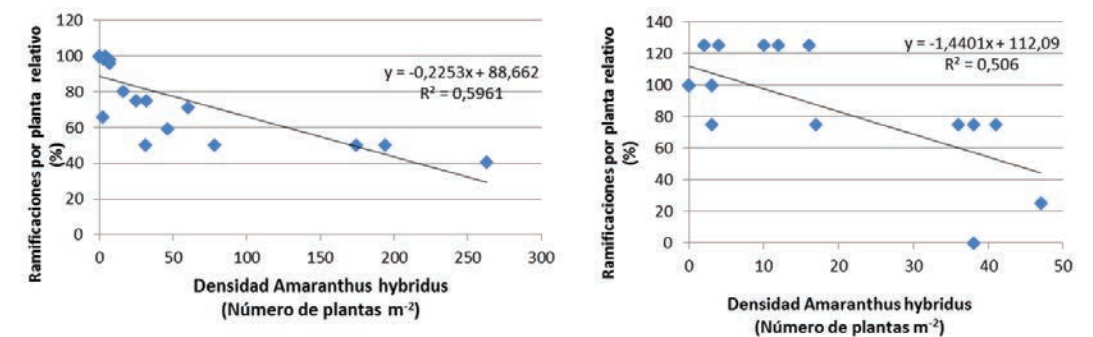 Ramificaciones por planta relativo
(%)
120
100
80
60
40
20
0
y = -0,2253x + 88,662
R² = 0,5961
0 50 100 150 200 250 300
Densidad Amaranthus hybridus
(Número de plantas m⁻²)
Ramificaciones por planta relativo
(%)
140
120
100
80
60
40
20
0
y = -1,4401x + 112,09
R² = 0,506
0 10 20 30 40 50
Densidad Amaranthus hybridus
(Número de plantas m⁻²)